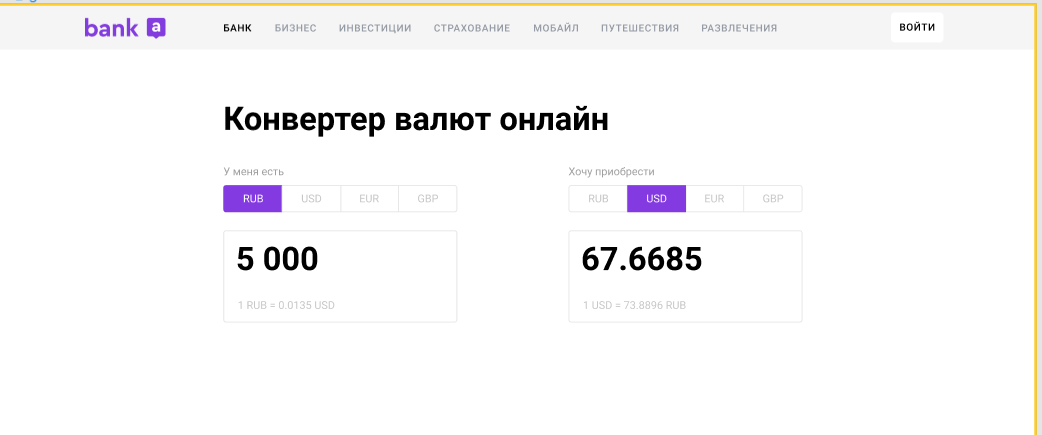 bank a
БАНК БИЗНЕС ИНВЕСТИЦИИ СТРАХОВАНИЕ МОБАЙЛ ПУТЕШЕСТВИЯ РАЗВЛЕЧЕНИЯ
ВОЙТИ
Конвертер валют онлайн
У меня есть
RUB USD EUR GBP
5 000
1 RUB = 0.0135 USD
Хочу приобрести
RUB USD EUR GBP
67.6685
1 USD = 73.8896 RUB